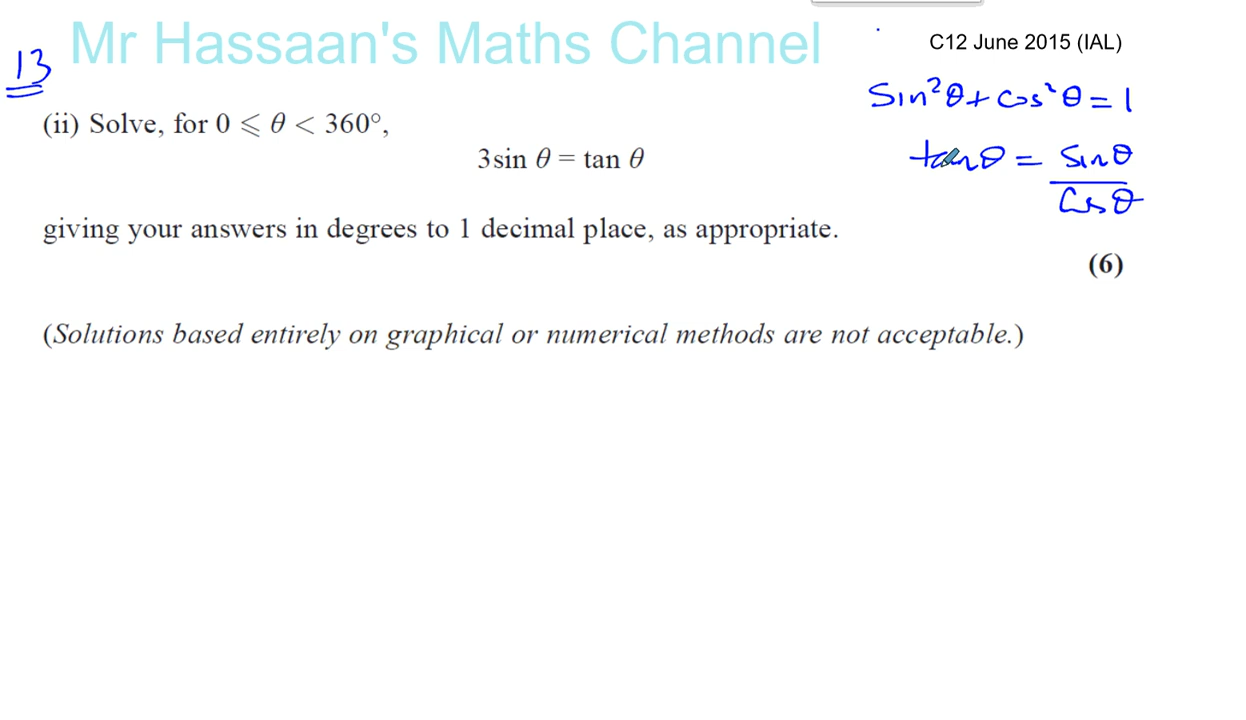 Mr Hassaan's Maths Channel
C12 June 2015 (IAL)
13
sin²θ + cos²θ = 1
(ii) Solve, for 0 ⩽ θ < 360°,
3sin θ = tan θ
tanθ = sinθ
cosθ
giving your answers in degrees to 1 decimal place, as appropriate.
(6)
(Solutions based entirely on graphical or numerical methods are not acceptable.)